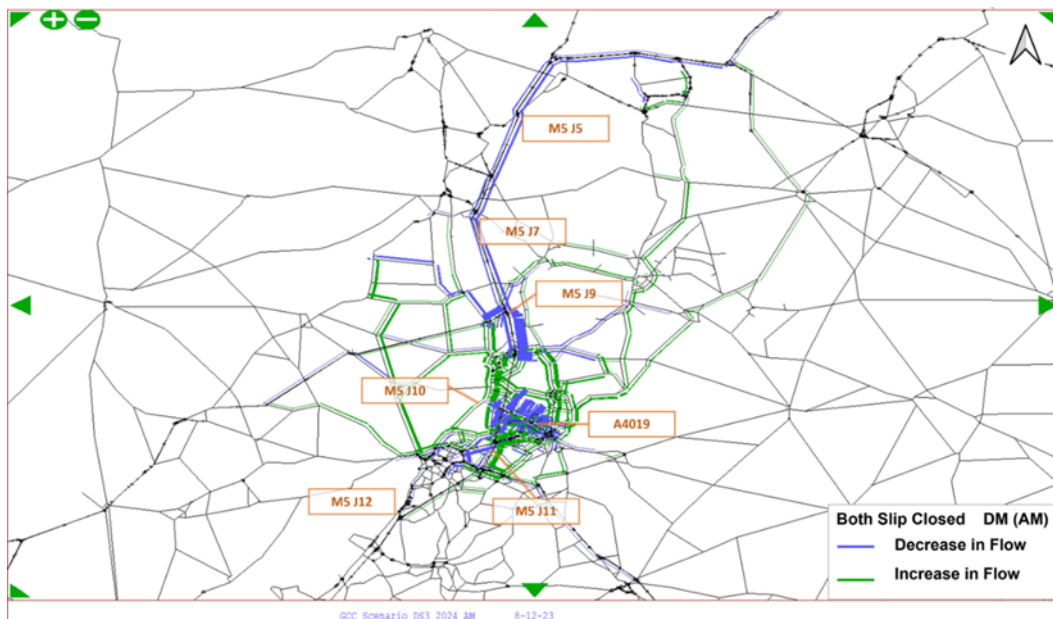 M5 J5
M5 J7
M5 J9
M5 J10
A4019
M5 J12
M5 J11
Both Slip Closed DM (AM)
Decrease in Flow
Increase in Flow
GCC Scenario DS3 2024 AM 8-12-23